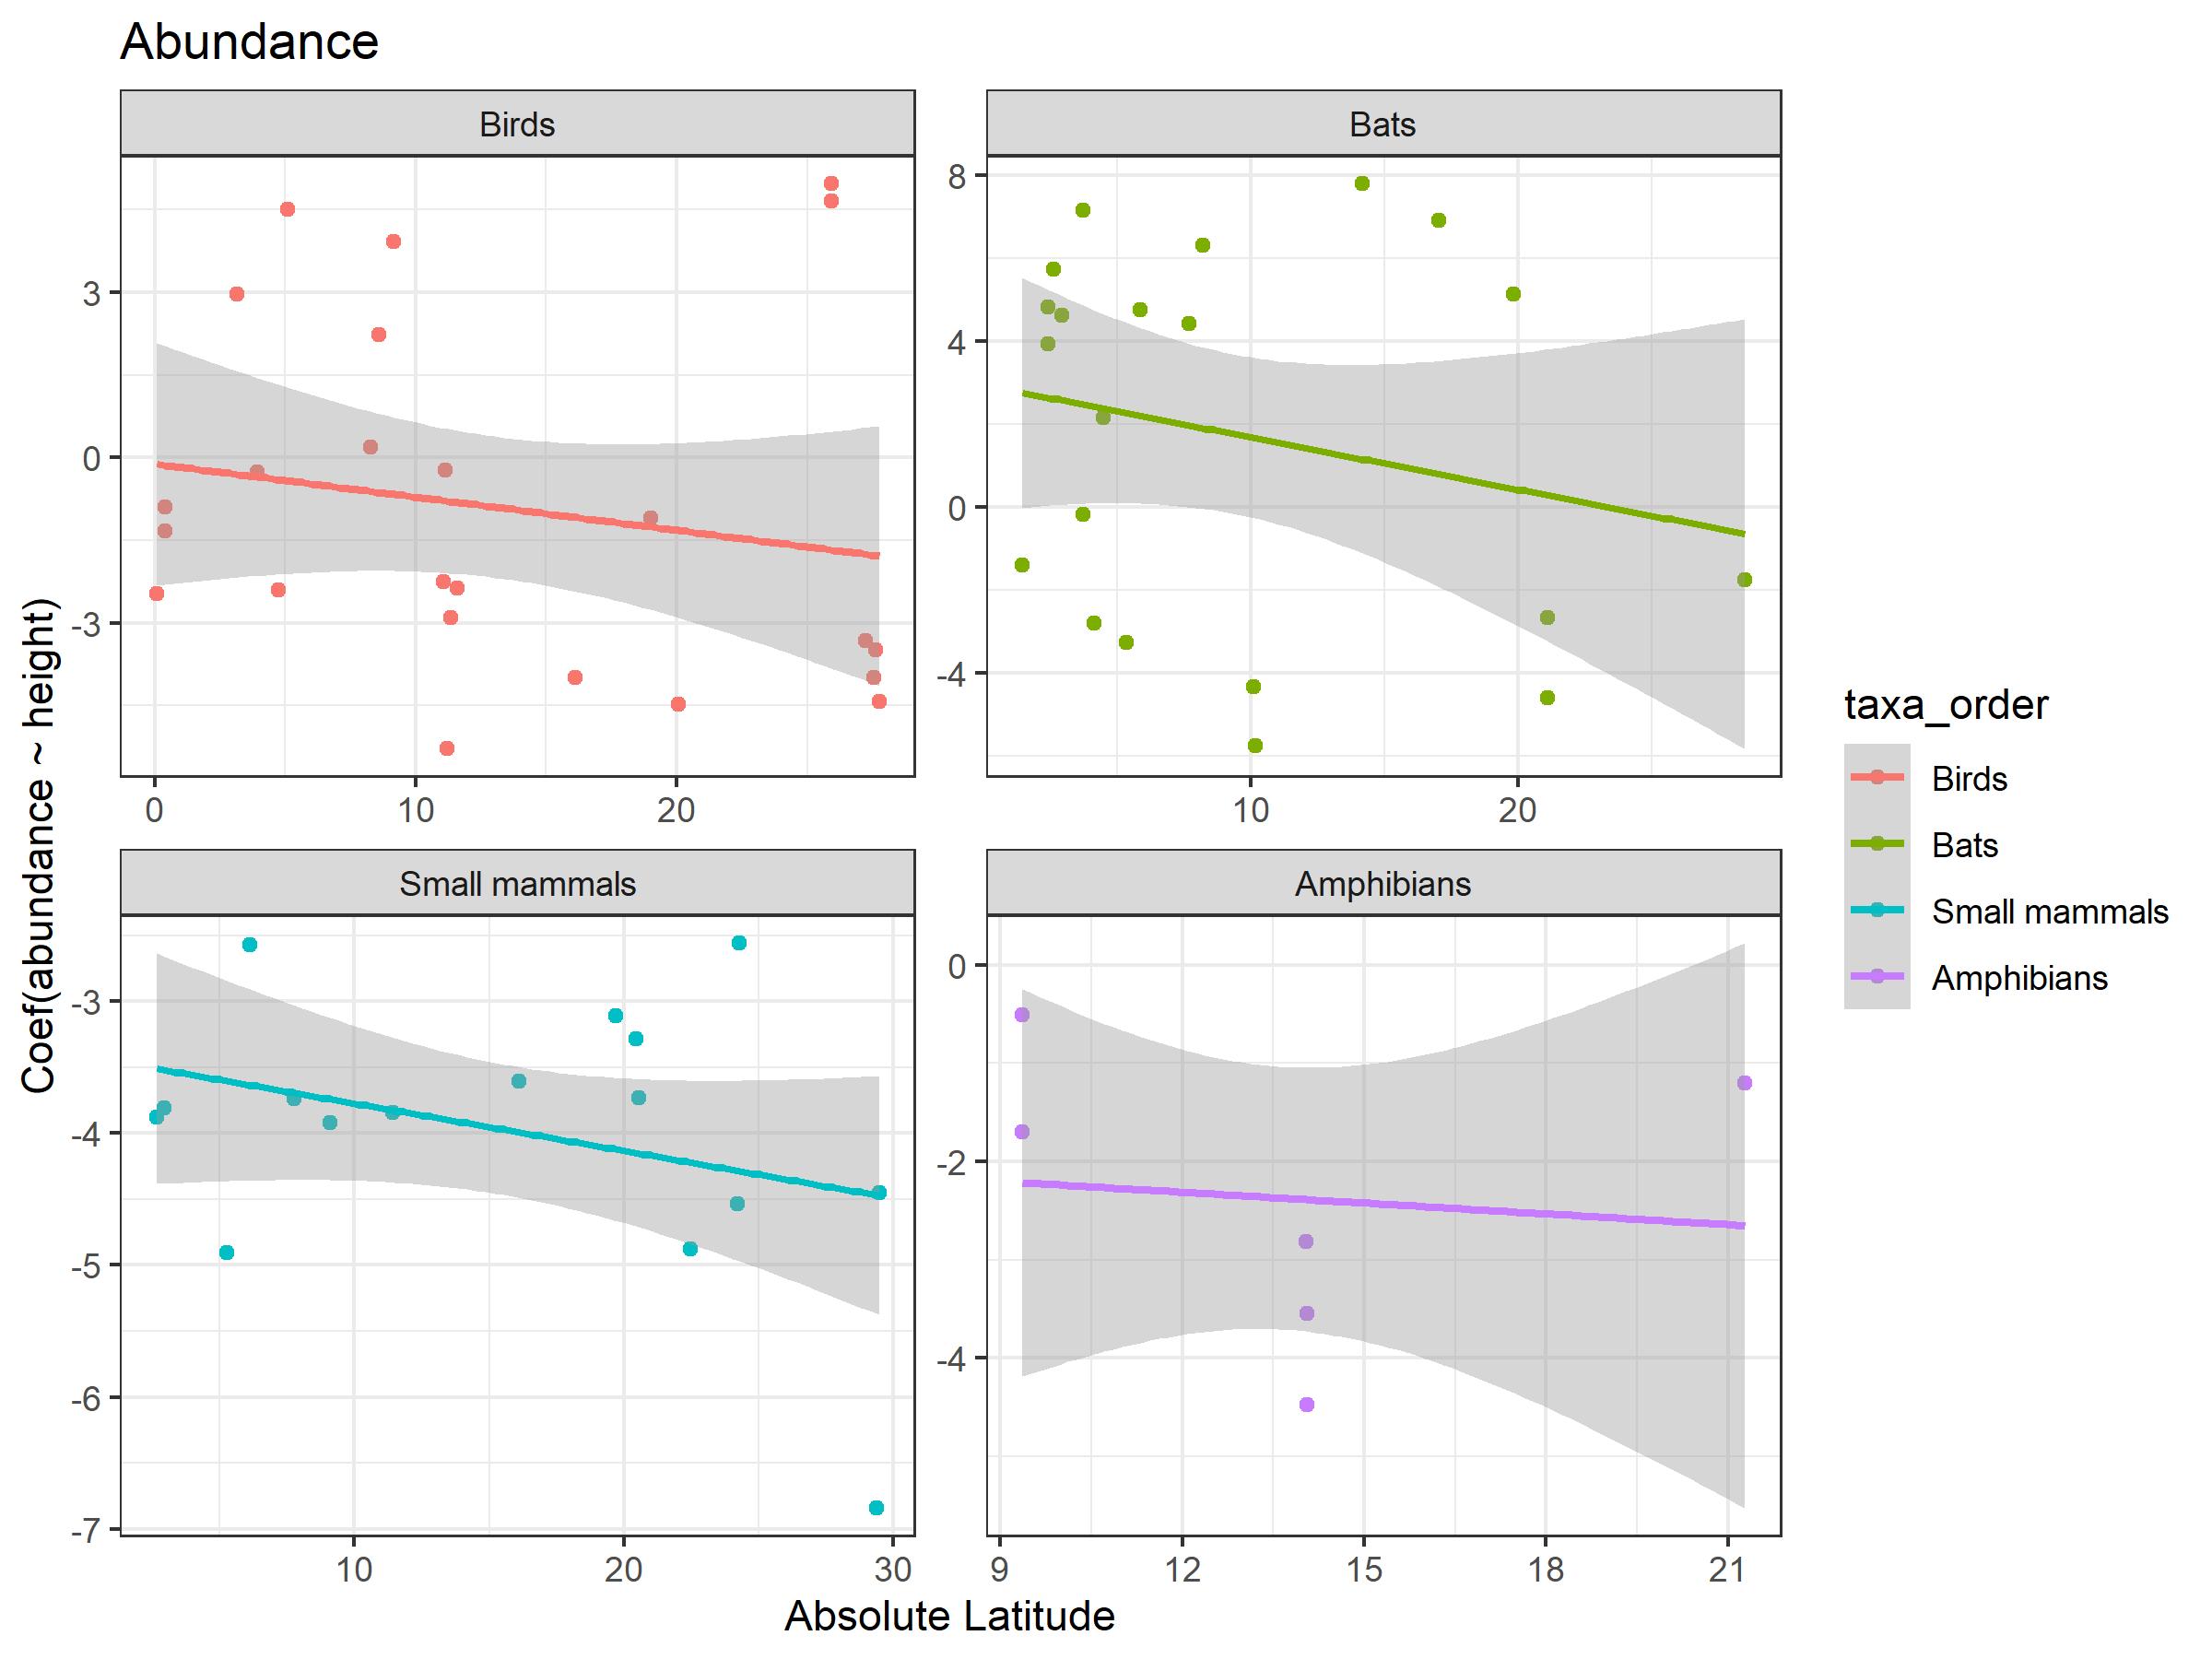 Abundance
Birds
Bats
3
0
-3
8
4
0
-4
0 10 20
10 20
Small mammals
Amphibians
-3
-4
-5
-6
-7
0
-2
-4
10 20 30
9 12 15 18 21
Absolute Latitude
Coef(abundance ~ height)
taxa_order
Birds
Bats
Small mammals
Amphibians